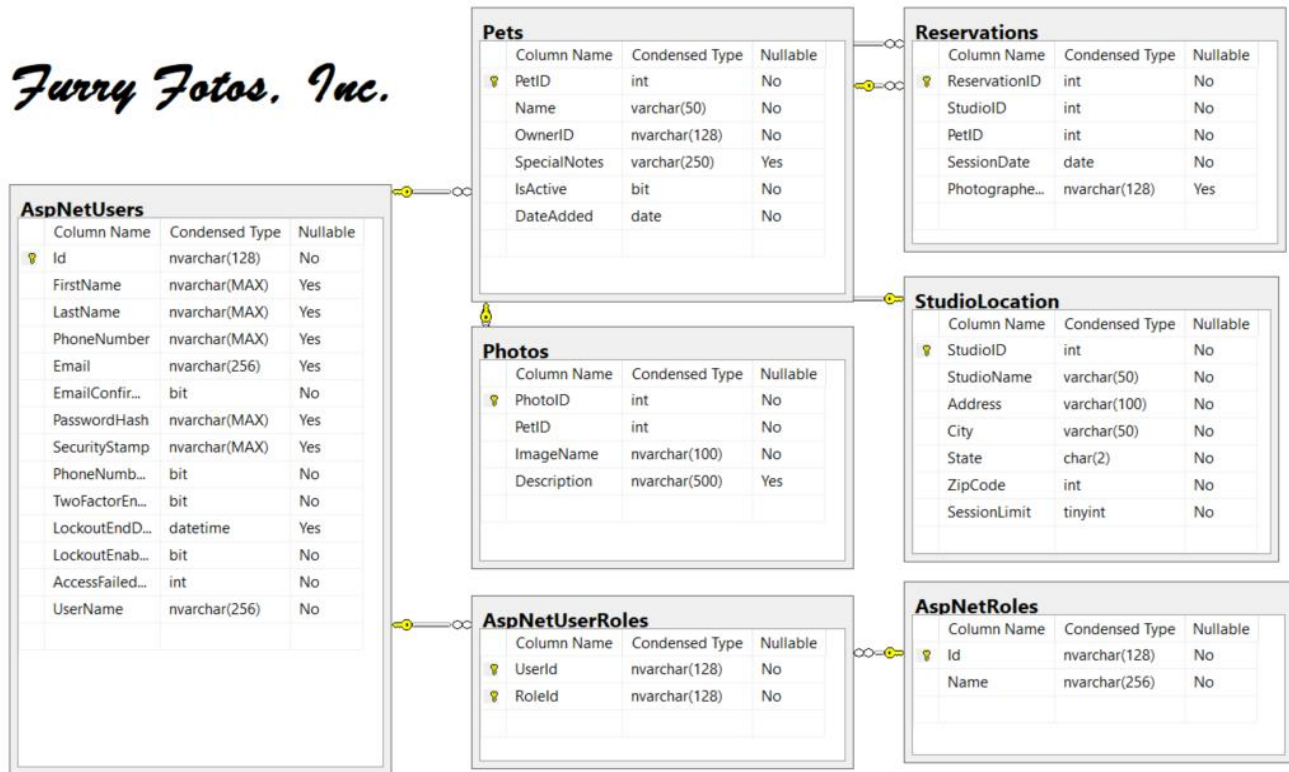 Furry Fotos, Inc.
AspNetUsers
Column Name Condensed Type Nullable
Id nvarchar(128) No
FirstName nvarchar(MAX) Yes
LastName nvarchar(MAX) Yes
PhoneNumber nvarchar(MAX) Yes
Email nvarchar(256) Yes
EmailConfir... bit No
PasswordHash nvarchar(MAX) Yes
SecurityStamp nvarchar(MAX) Yes
PhoneNumb... bit No
TwoFactorEn... bit No
LockoutEndD... datetime Yes
LockoutEnab... bit No
AccessFailed... int No
UserName nvarchar(256) No
Pets
Column Name Condensed Type Nullable
PetID int No
Name varchar(50) No
OwnerID nvarchar(128) No
SpecialNotes varchar(250) Yes
IsActive bit No
DateAdded date No
Photos
Column Name Condensed Type Nullable
PhotoID int No
PetID int No
ImageName nvarchar(100) No
Description nvarchar(500) Yes
AspNetUserRoles
Column Name Condensed Type Nullable
UserId nvarchar(128) No
RoleId nvarchar(128) No
Reservations
Column Name Condensed Type Nullable
ReservationID int No
StudioID int No
PetID int No
SessionDate date No
Photographe... nvarchar(128) Yes
StudioLocation
Column Name Condensed Type Nullable
StudioID int No
StudioName varchar(50) No
Address varchar(100) No
City varchar(50) No
State char(2) No
ZipCode int No
SessionLimit tinyint No
AspNetRoles
Column Name Condensed Type Nullable
Id nvarchar(128) No
Name nvarchar(256) No